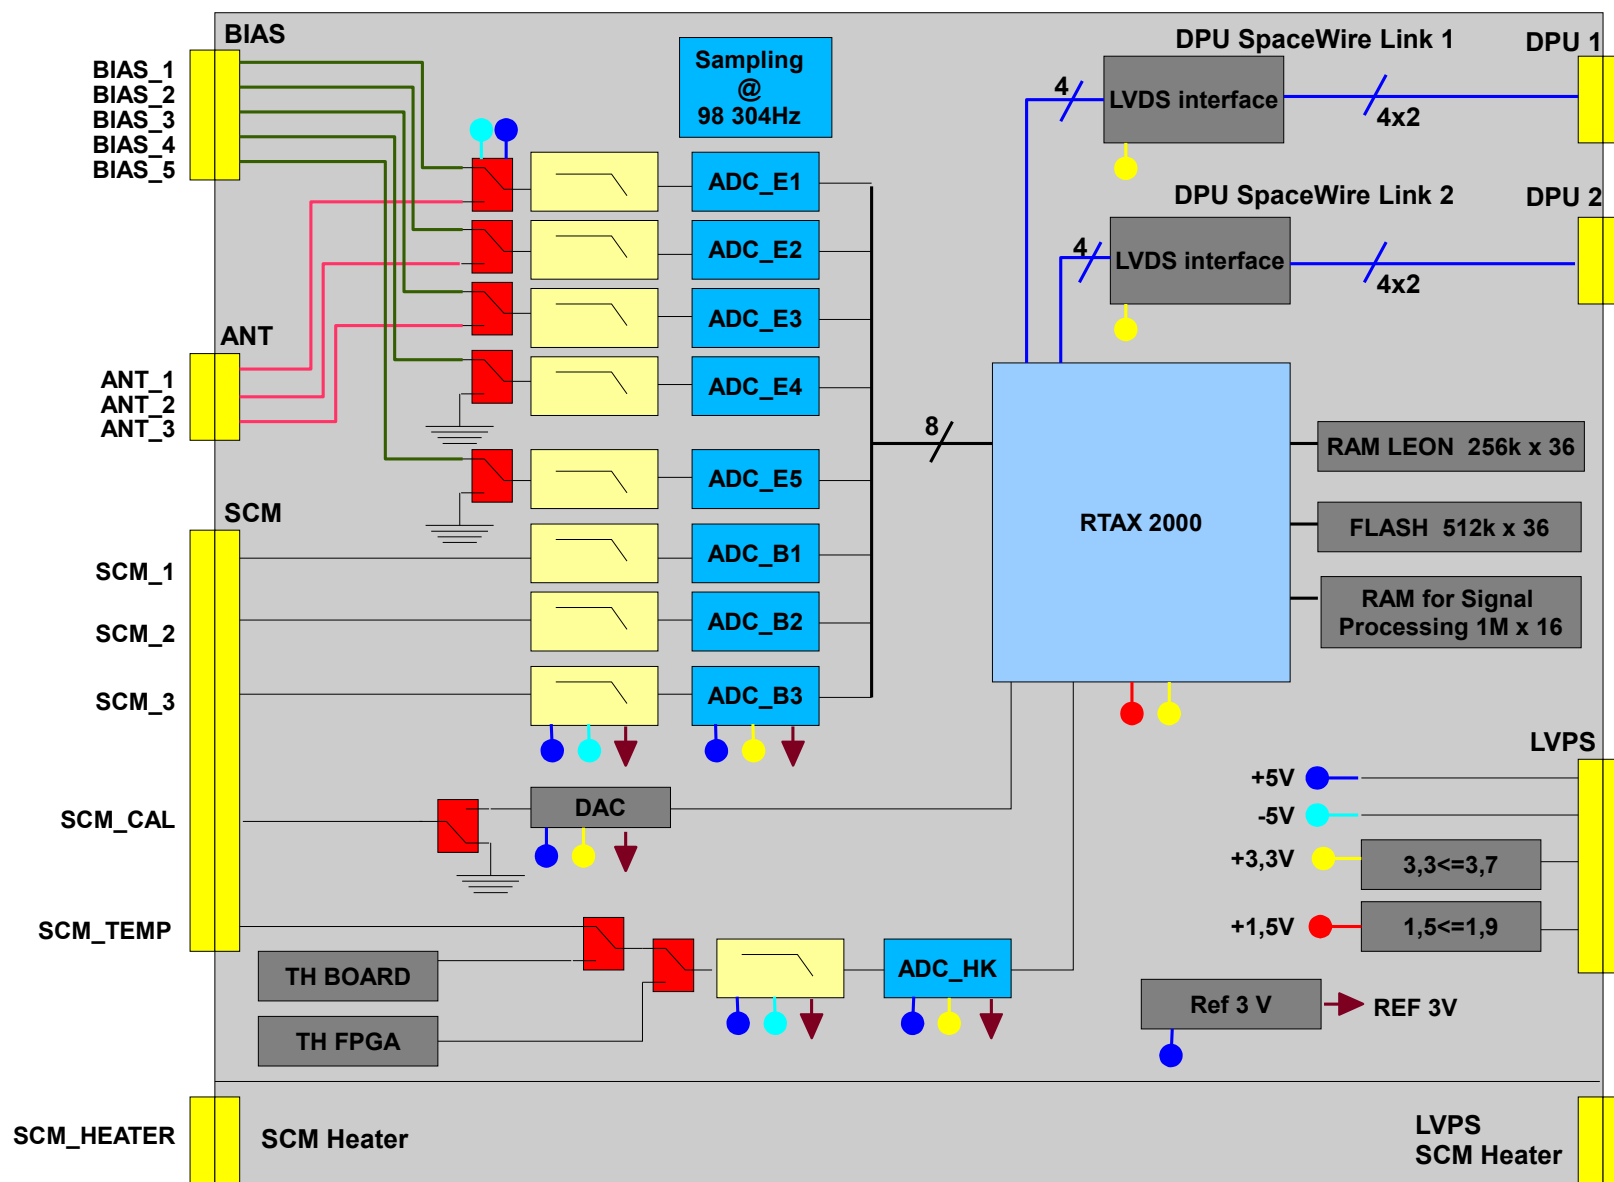 BIAS
BIAS_1
BIAS_2
BIAS_3
BIAS_4
BIAS_5
Sampling
@
98 304Hz
DPU SpaceWire Link 1
DPU 1
4
LVDS interface
4x2
DPU SpaceWire Link 2
DPU 2
4
LVDS interface
4x2
ADC_E1
ADC_E2
ADC_E3
ADC_E4
ADC_E5
ADC_B1
ADC_B2
ADC_B3
ANT
ANT_1
ANT_2
ANT_3
8
RTAX 2000
RAM LEON 256k x 36
FLASH 512k x 36
RAM for Signal
Processing 1M x 16
SCM
SCM_1
SCM_2
SCM_3
SCM_CAL
DAC
SCM_TEMP
TH BOARD
TH FPGA
ADC_HK
LVPS
+5V
-5V
+3,3V
3,3<=3,7
+1,5V
1,5<=1,9
Ref 3 V
REF 3V
SCM_HEATER
SCM Heater
LVPS
SCM Heater